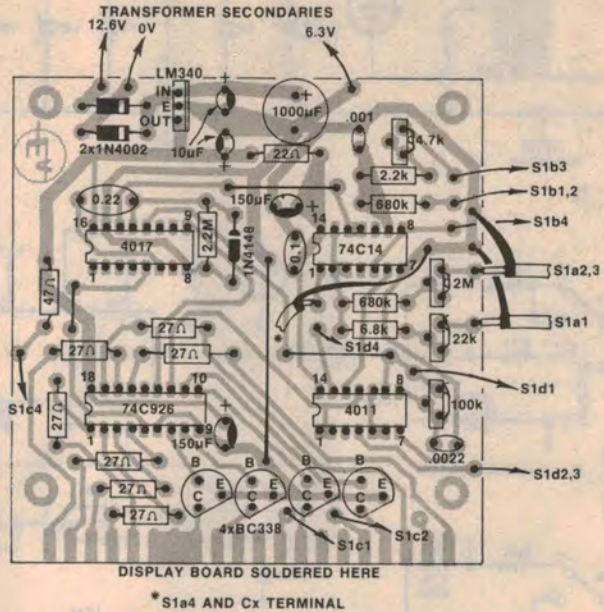 TRANSFORMER SECONDARIES
12.6V
0V
6.3V
LM340
IN
E
OUT
+
+
+
1000µF
.001
4.7k
2x1N4002
10µF
22Ω
2.2k
S1b3
EV
0.22
150µF
+
680k
S1b1,2
16
9
2.2M
1N4148
14
8
S1b4
4017
0.1
74C14
1
8
1
7
S1a2,3
47Ω
2M
680k
27Ω
6.8k
22k
S1a1
*
27Ω
27Ω
S1d4
S1c4
18
10
14
8
S1d1
27Ω
74C926
+
4011
100k
1
9
1
7
150µF
.0022
27Ω
B
B
B
B
S1d2,3
27Ω
C
E
C
E
C
E
C
E
27Ω
4xBC338
S1c1
S1c2
DISPLAY BOARD SOLDERED HERE
*S1a4 AND Cx TERMINAL